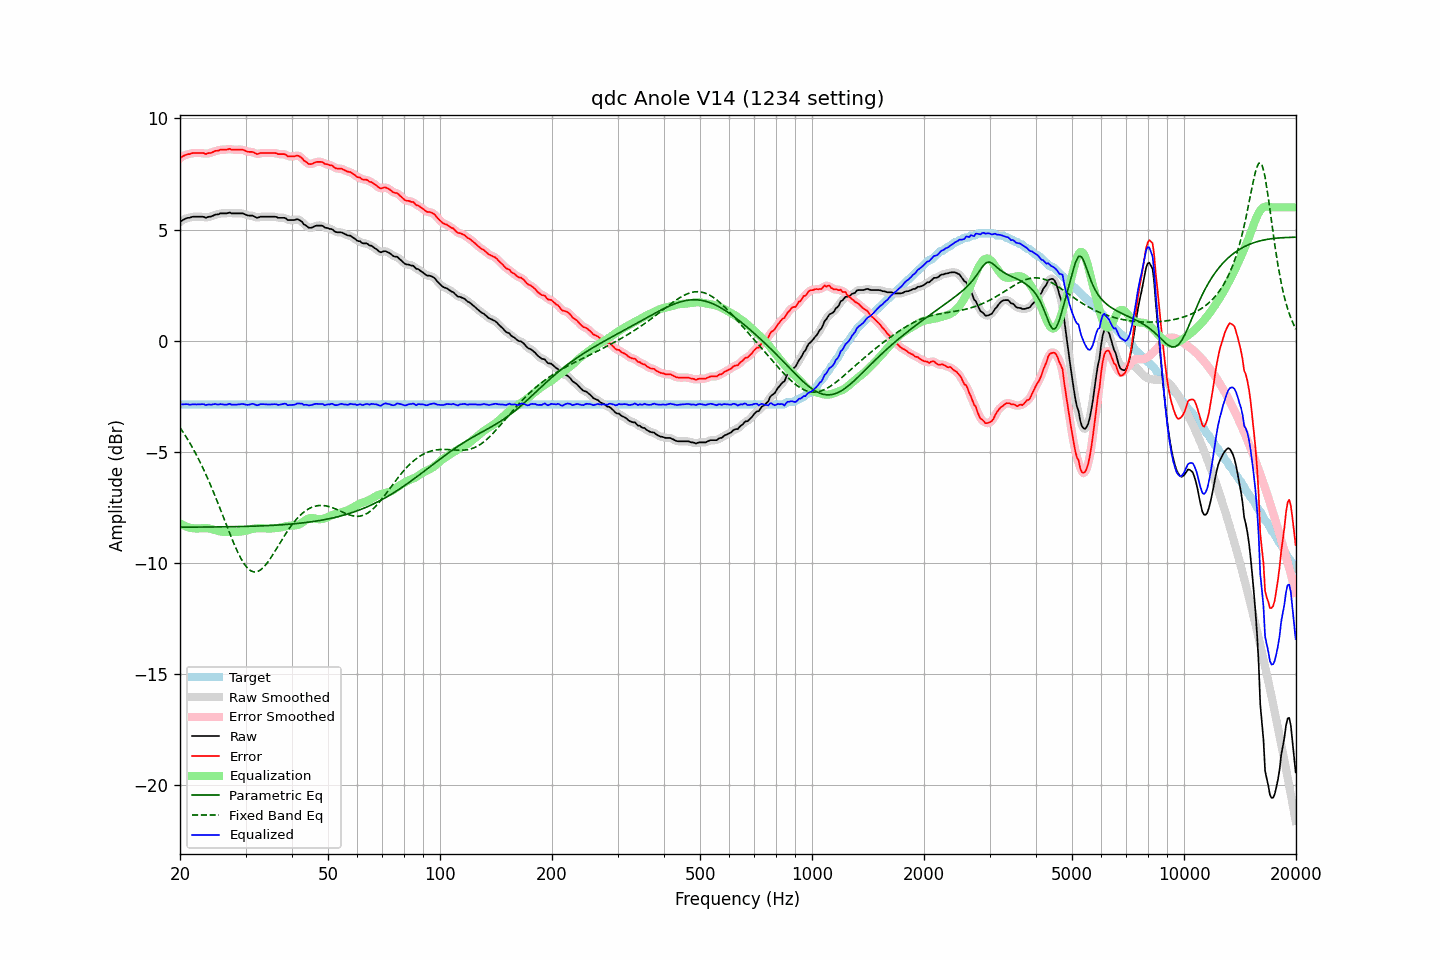 qdc Anole V14 (1234 setting)
Amplitude (dBr)
10
5
0
−5
−10
−15
−20
Target
Raw Smoothed
Error Smoothed
Raw
Error
Equalization
Parametric Eq
Fixed Band Eq
Equalized
20 50 100 200 500 1000 2000 5000 10000 20000
Frequency (Hz)